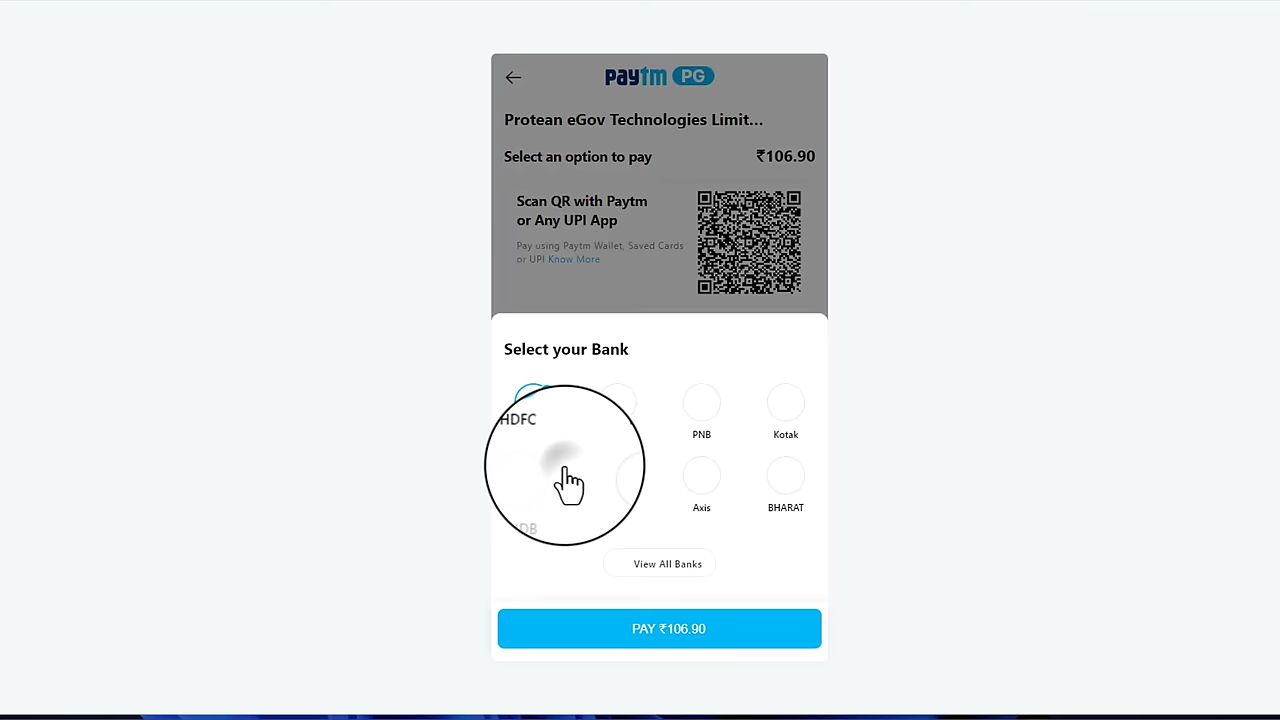 paytm PG
Protean eGov Technologies Limit...
Select an option to pay ₹106.90
Scan QR with Paytm
or Any UPI App
Pay using Paytm Wallet, Saved Cards
or UPI Know More
Select your Bank
HDFC
PNB
Kotak
Axis
BHARAT
View All Banks
PAY ₹106.90